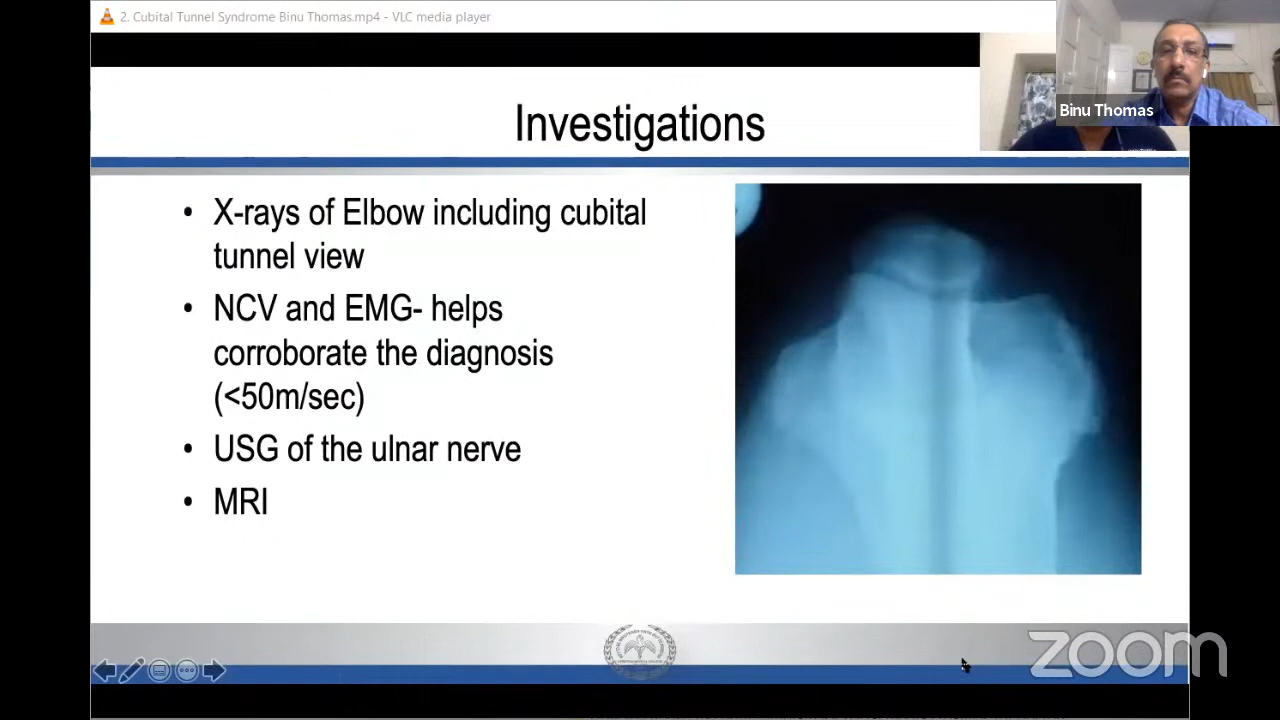 2. Cubital Tunnel Syndrome Binu Thomas.mp4 - VLC media player
Binu Thomas
Investigations
• X-rays of Elbow including cubital
tunnel view
• NCV and EMG- helps
corroborate the diagnosis
(<50m/sec)
• USG of the ulnar nerve
• MRI
zoom